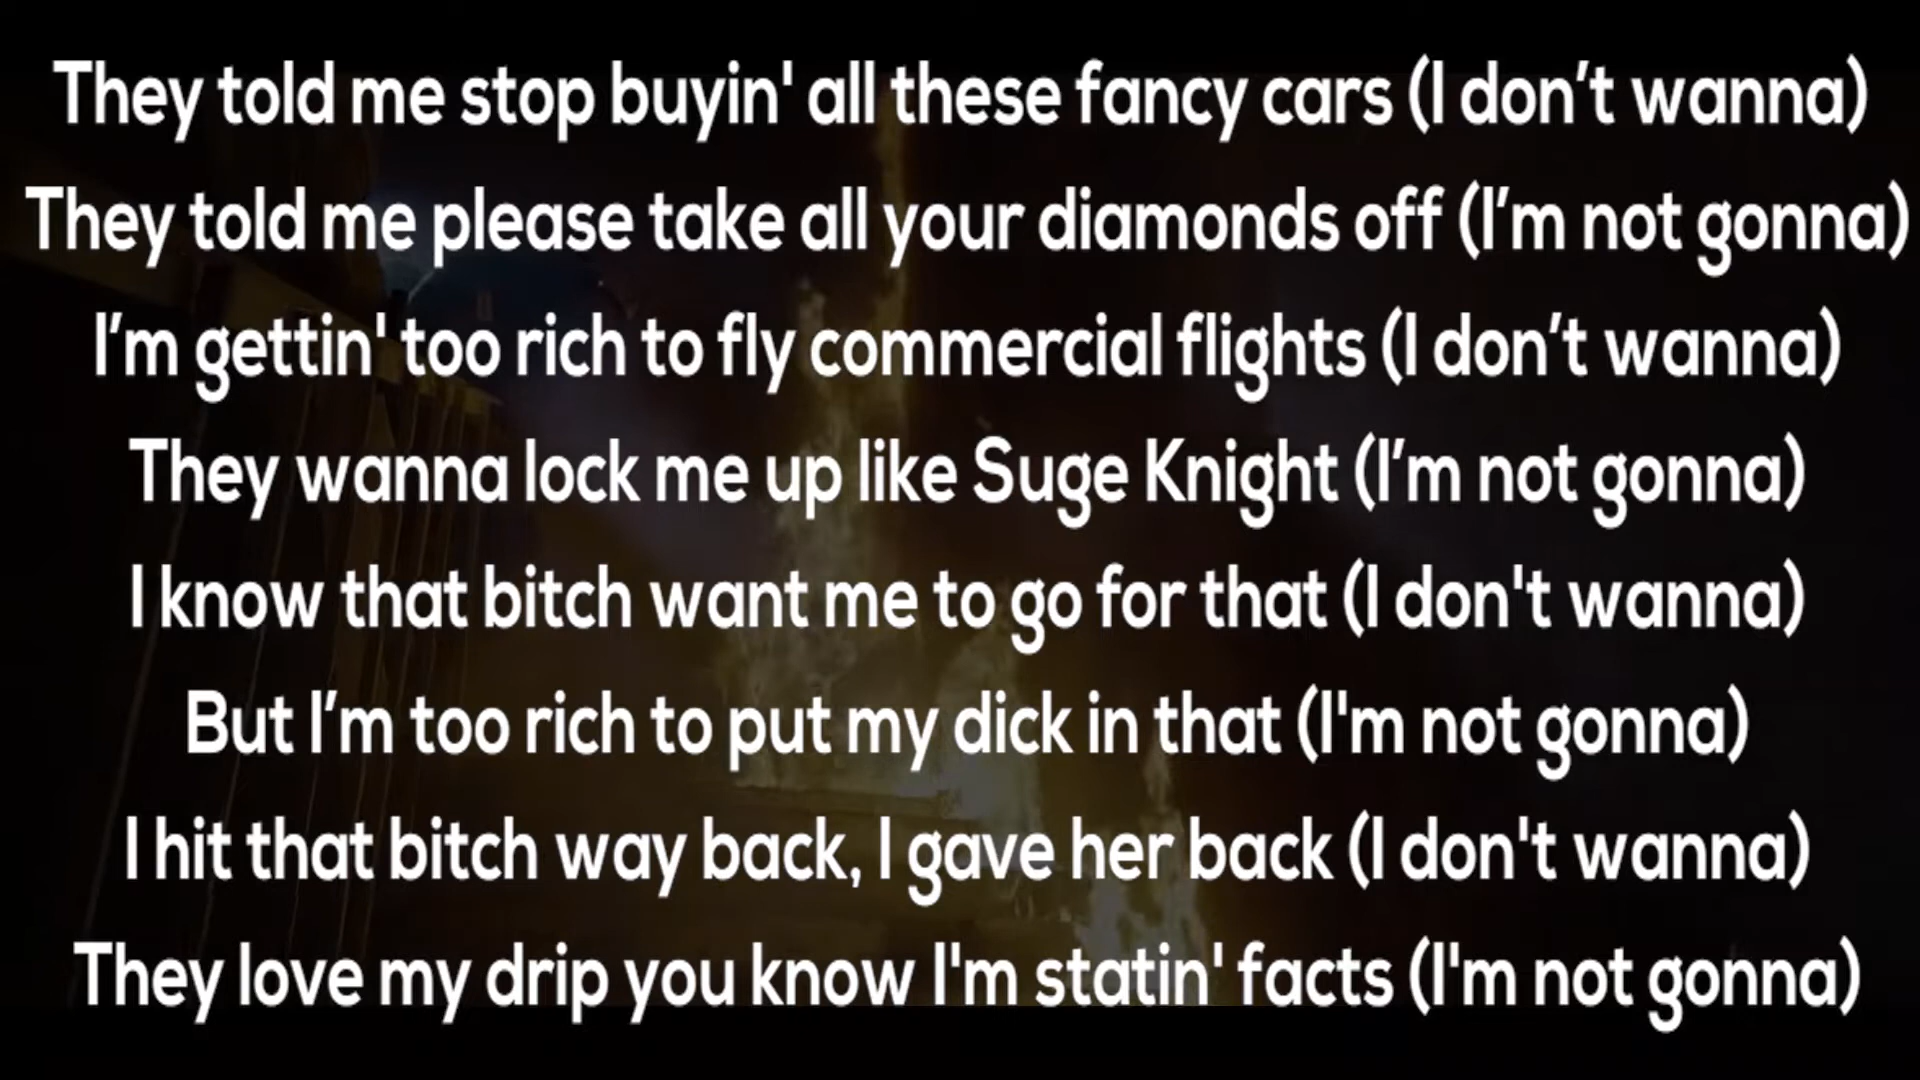 They told me stop buyin' all these fancy cars (I don’t wanna)
They told me please take all your diamonds off (I’m not gonna)
I’m gettin' too rich to fly commercial flights (I don’t wanna)
They wanna lock me up like Suge Knight (I’m not gonna)
I know that bitch want me to go for that (I don't wanna)
But I’m too rich to put my dick in that (I'm not gonna)
I hit that bitch way back, I gave her back (I don't wanna)
They love my drip you know I'm statin' facts (I'm not gonna)